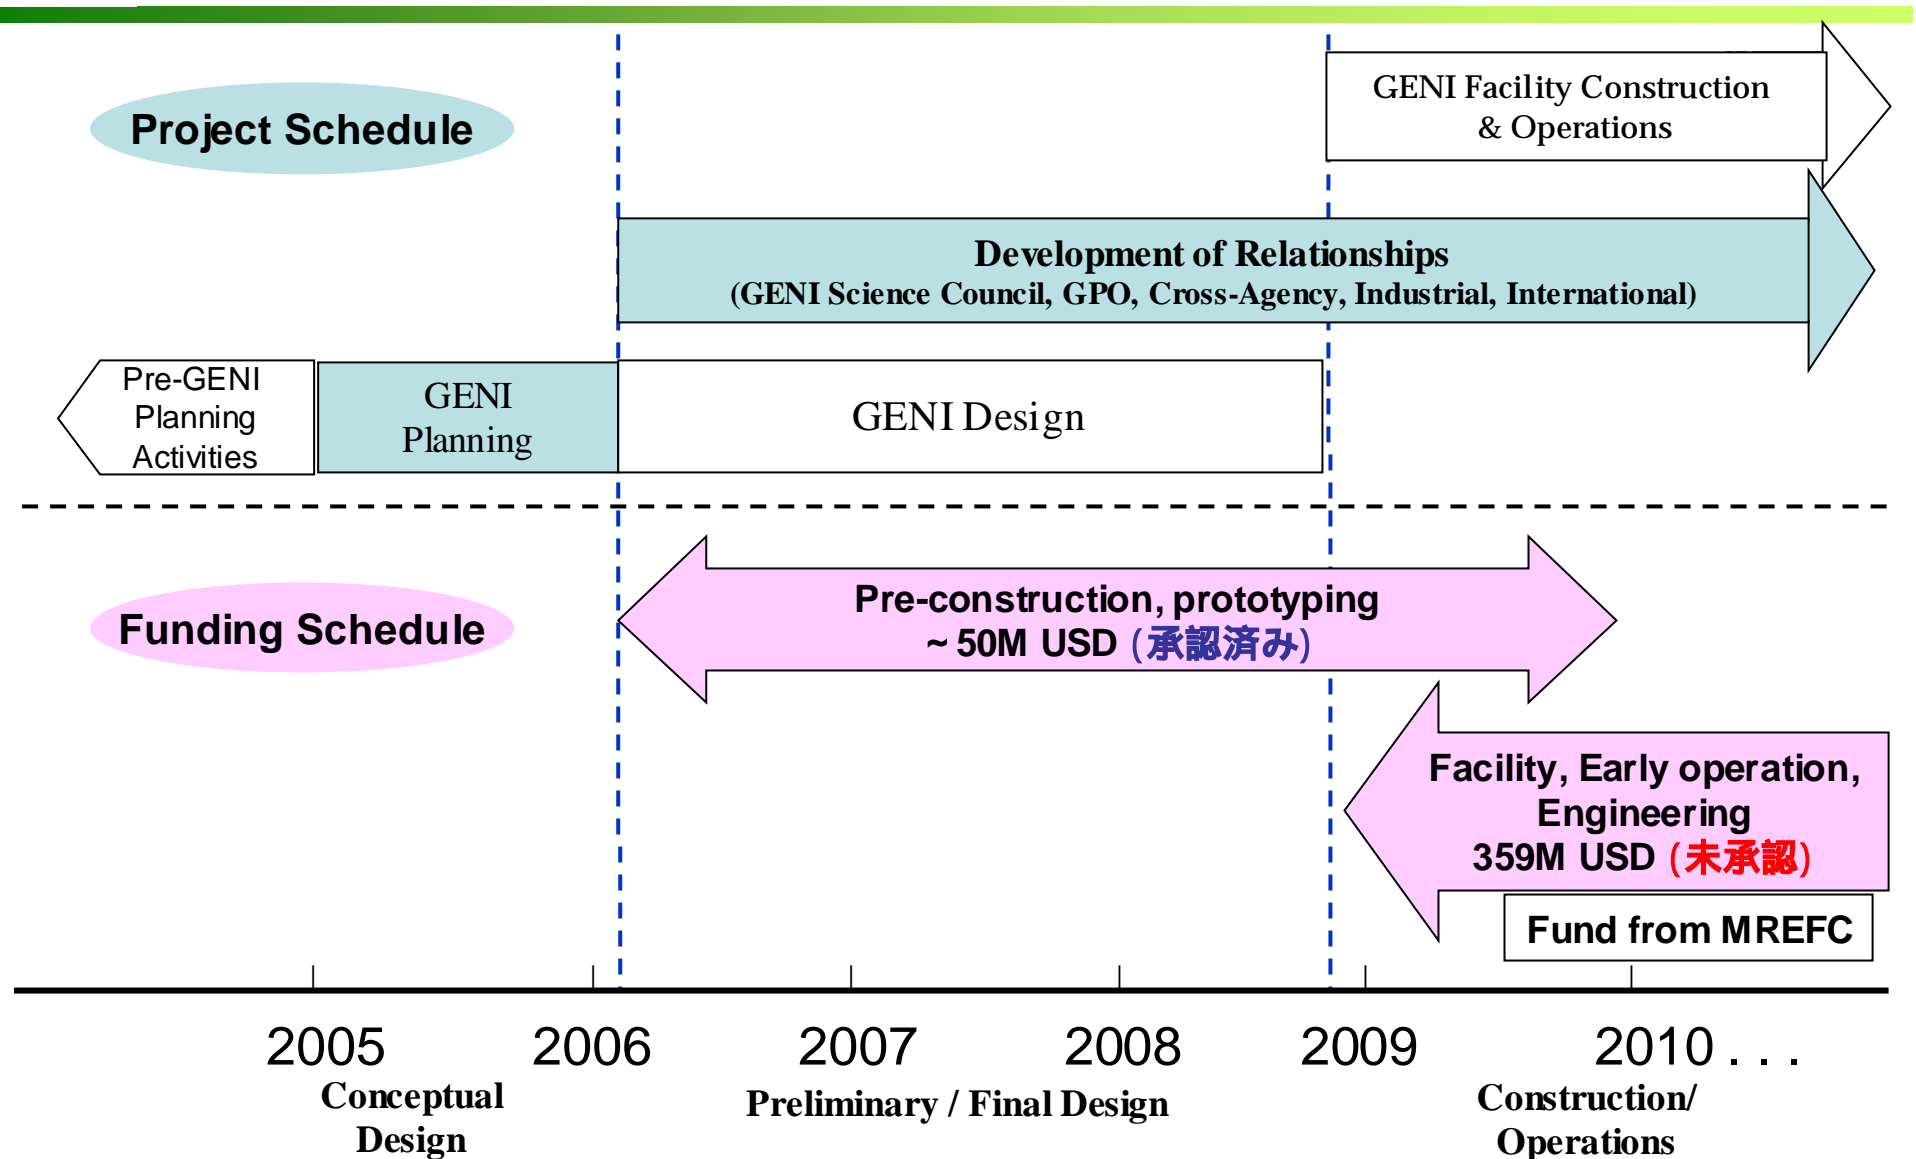 Project Schedule
GENI Facility Construction
& Operations
Development of Relationships
(GENI Science Council, GPO, Cross-Agency, Industrial, International)
Pre-GENI
Planning
Activities
GENI
Planning
GENI Design
Funding Schedule
Pre-construction, prototyping
~ 50M USD (承認済み)
Facility, Early operation,
Engineering
359M USD (未承認)
Fund from MREFC
2005 2006 2007 2008 2009 2010 . . .
Conceptual
Design
Preliminary / Final Design
Construction/
Operations